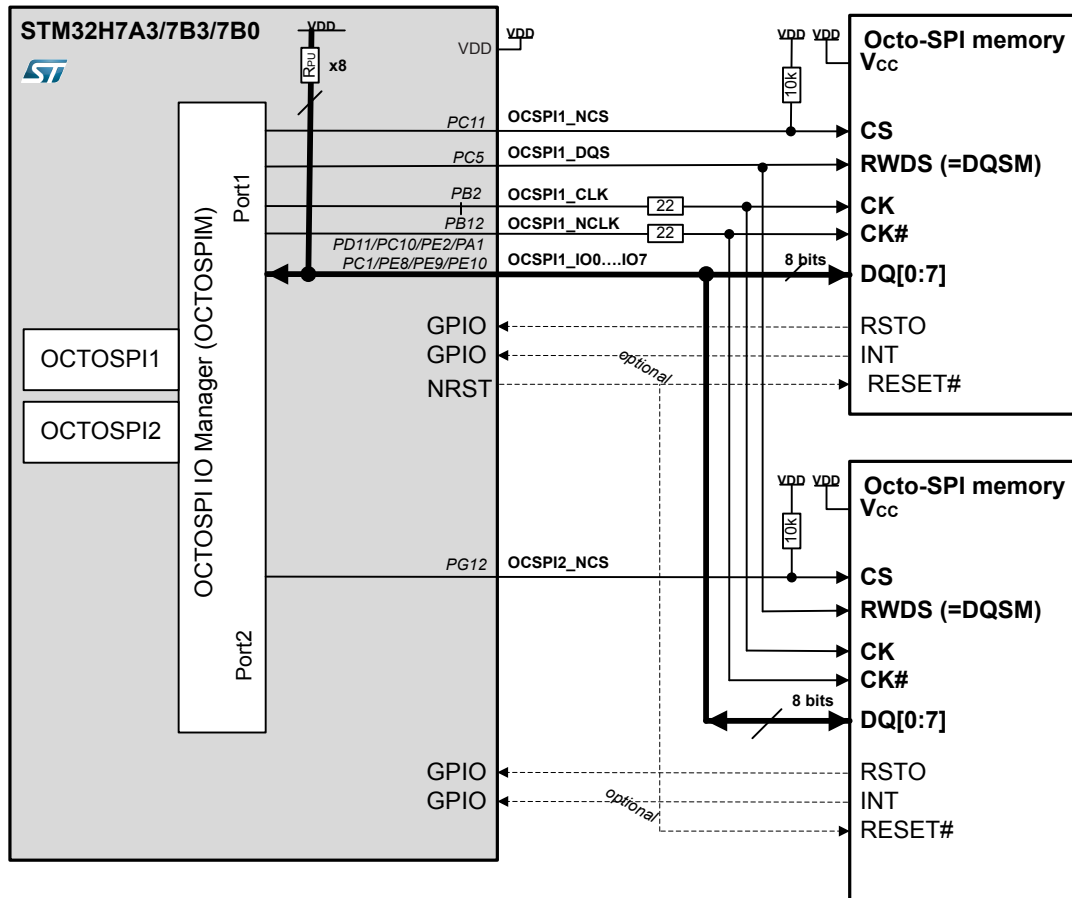 STM32H7A3/7B3/7B0
ST
VDD
RPU
x8
VDD
VDD
Port1
OCTOSPI IO Manager (OCTOSPIM)
Port2
OCTOSPI1
OCTOSPI2
PC11
OCSPI1_NCS
PC5
OCSPI1_DQS
PB2
OCSPI1_CLK
22
PB12
OCSPI1_NCLK
22
PD11/PC10/PE2/PA1
PC1/PE8/PE9/PE10
OCSPI1_IO0....IO7
8 bits
GPIO
GPIO
NRST
optional
VDD
VDD
10k
Octo-SPI memory
VCC
CS
RWDS (=DQSM)
CK
CK#
DQ[0:7]
RSTO
INT
RESET#
PG12
OCSPI2_NCS
VDD
VDD
10k
Octo-SPI memory
VCC
CS
RWDS (=DQSM)
CK
CK#
8 bits
DQ[0:7]
GPIO
RSTO
GPIO
INT
optional
RESET#